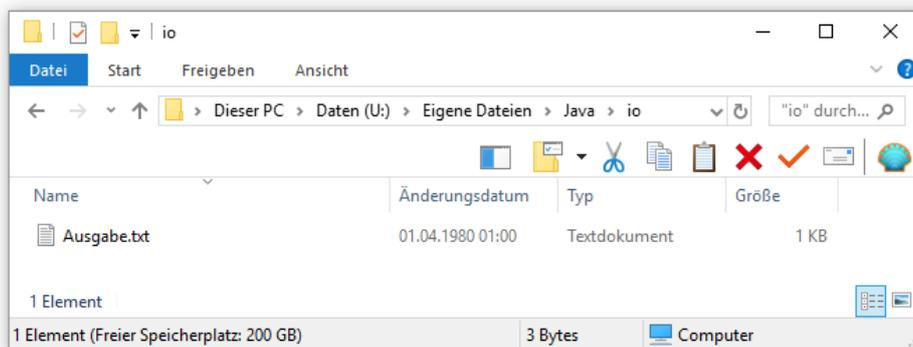 io
Datei Start Freigeben Ansicht
Dieser PC > Daten (U:) > Eigene Dateien > Java > io "io" durch...
Name Änderungsdatum Typ Größe
Ausgabe.txt 01.04.1980 01:00 Textdokument 1 KB
1 Element
1 Element (Freier Speicherplatz: 200 GB) 3 Bytes Computer